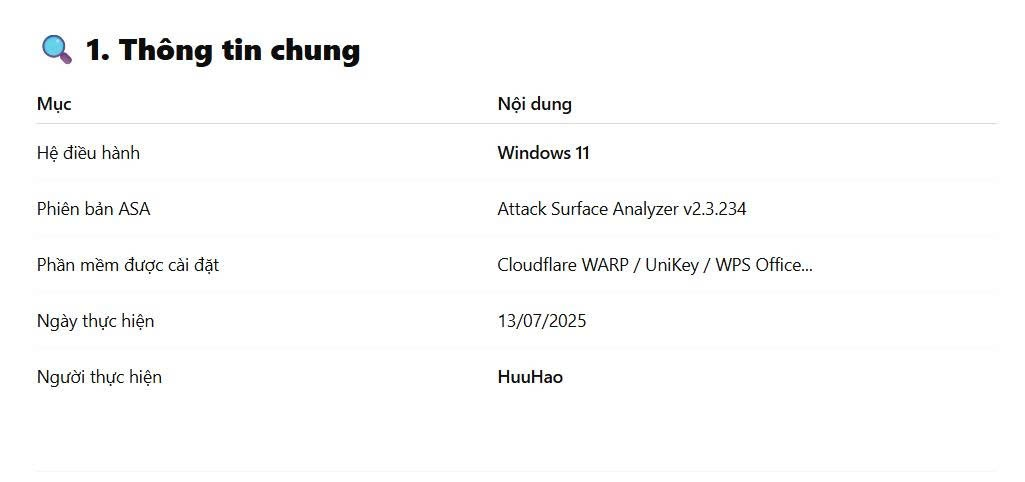 1. Thông tin chung
Mục Nội dung
Hệ điều hành Windows 11
Phiên bản ASA Attack Surface Analyzer v2.3.234
Phần mềm được cài đặt Cloudflare WARP / UniKey / WPS Office...
Ngày thực hiện 13/07/2025
Người thực hiện HuuHao